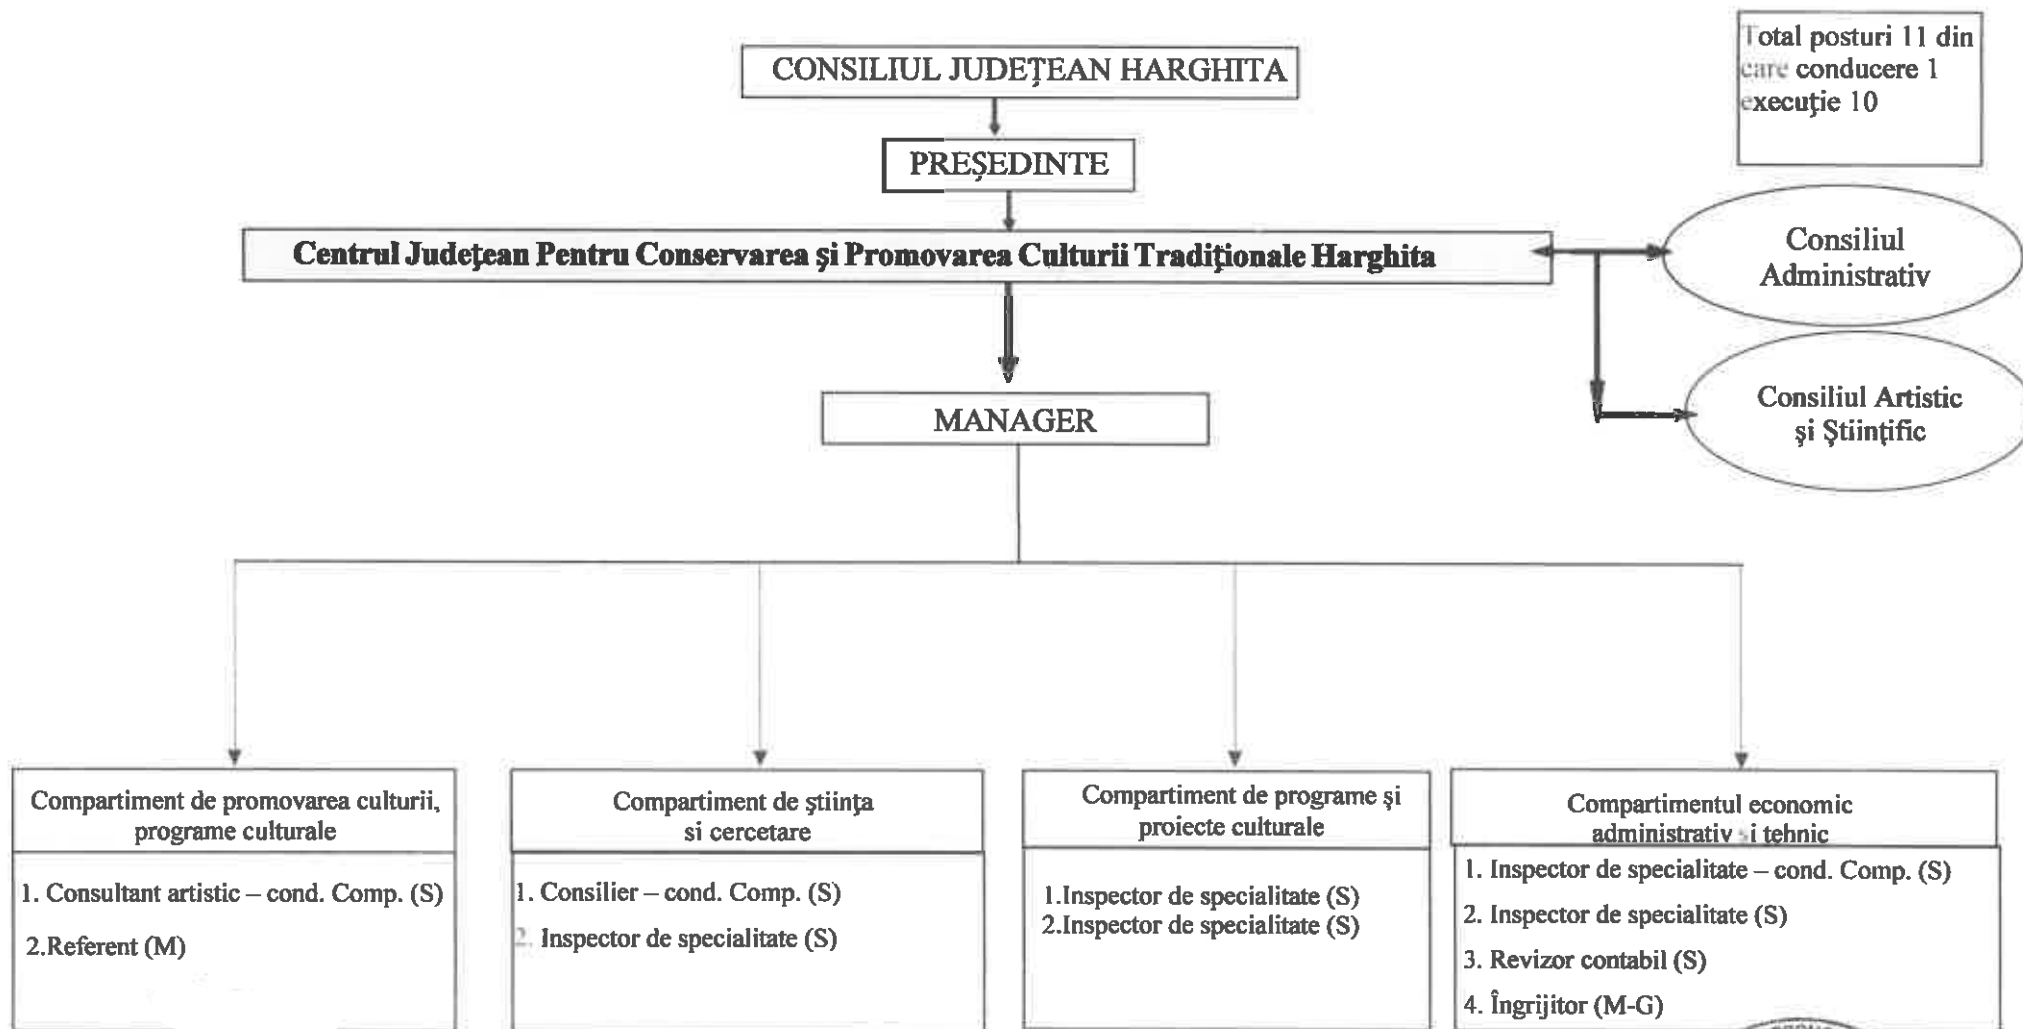 Total posturi 11 din
care conducere 1
execuţie 10
CONSILIUL JUDEŢEAN HARGHITA
PREŞEDINTE
Centrul Judeţean Pentru Conservarea şi Promovarea Culturii Tradiţionale Harghita
Consiliul
Administrativ
Consiliul Artistic
şi Ştiinţific
MANAGER
Compartiment de promovarea culturii,
programe culturale
1. Consultant artistic – cond. Comp. (S)
2.Referent (M)
Compartiment de ştiinţa
si cercetare
1. Consilier – cond. Comp. (S)
2. Inspector de specialitate (S)
Compartiment de programe şi
proiecte culturale
1.Inspector de specialitate (S)
2.Inspector de specialitate (S)
Compartimentul economic
administrativ si tehnic
1. Inspector de specialitate – cond. Comp. (S)
2. Inspector de specialitate (S)
3. Revizor contabil (S)
4. Îngrijitor (M-G)